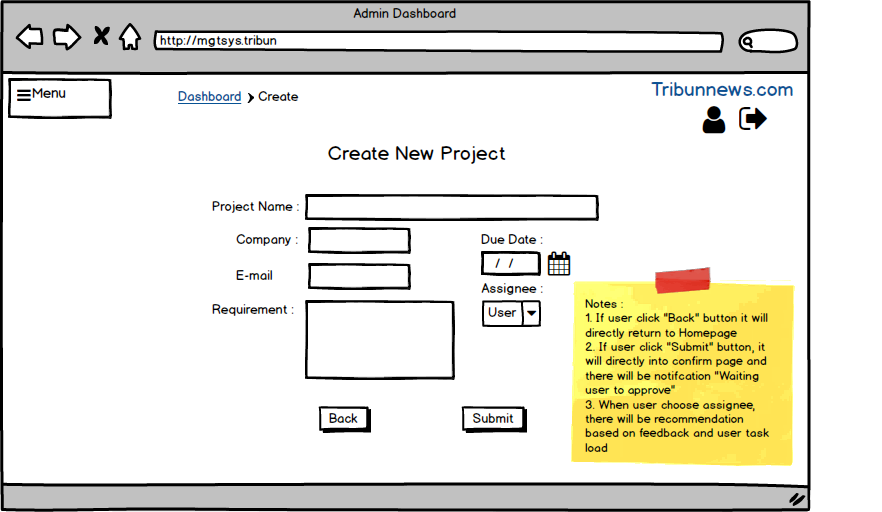 Admin Dashboard
http://mgtsys.tribun
Menu
Dashboard Create
Tribunnews.com
Create New Project
Project Name :
Company :
Due Date :
/ /
E-mail
Assignee :
User
Requirement :
Back
Submit
Notes :
1. If user click "Back" button it will
directly return to Homepage
2. If user click "Submit" button, it
will directly into confirm page and
there will be notifcation "Waiting
user to approve"
3. When user choose assignee,
there will be recommendation
based on feedback and user task
load